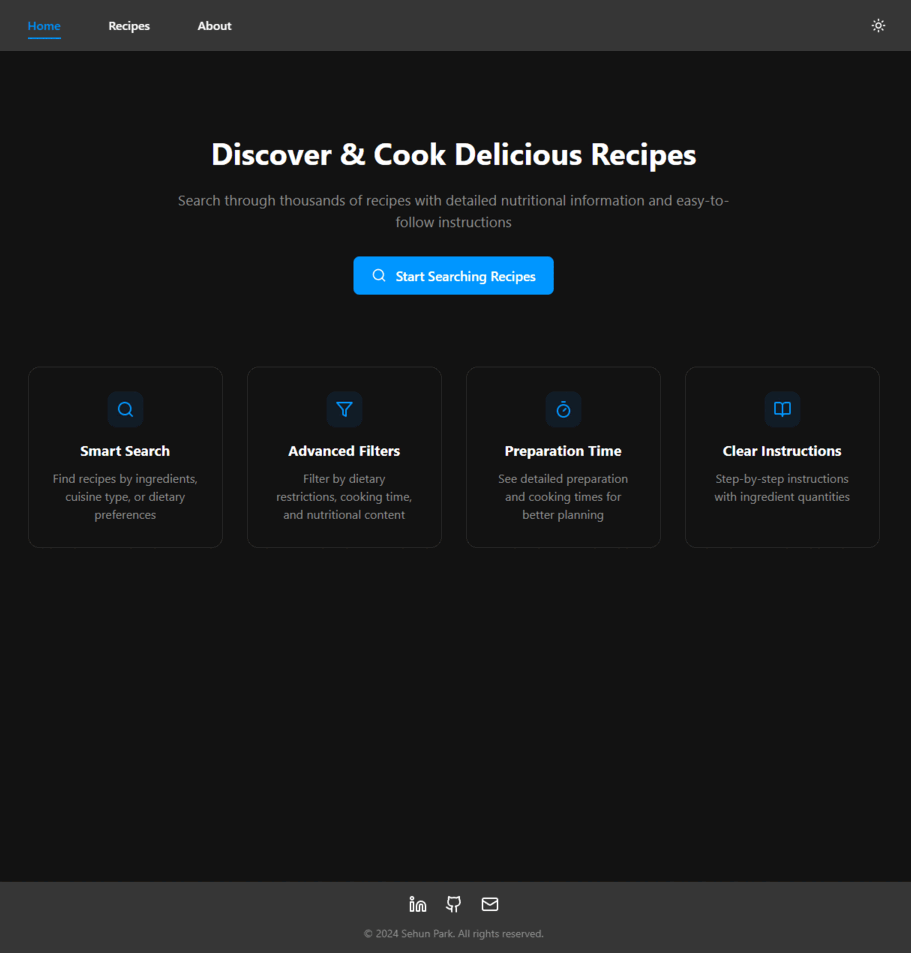 Home Recipes About
Discover & Cook Delicious Recipes
Search through thousands of recipes with detailed nutritional information and easy-to-
follow instructions
Start Searching Recipes
Smart Search
Find recipes by ingredients,
cuisine type, or dietary
preferences
Advanced Filters
Filter by dietary
restrictions, cooking time,
and nutritional content
Preparation Time
See detailed preparation
and cooking times for
better planning
Clear Instructions
Step-by-step instructions
with ingredient quantities
© 2024 Sehun Park. All rights reserved.